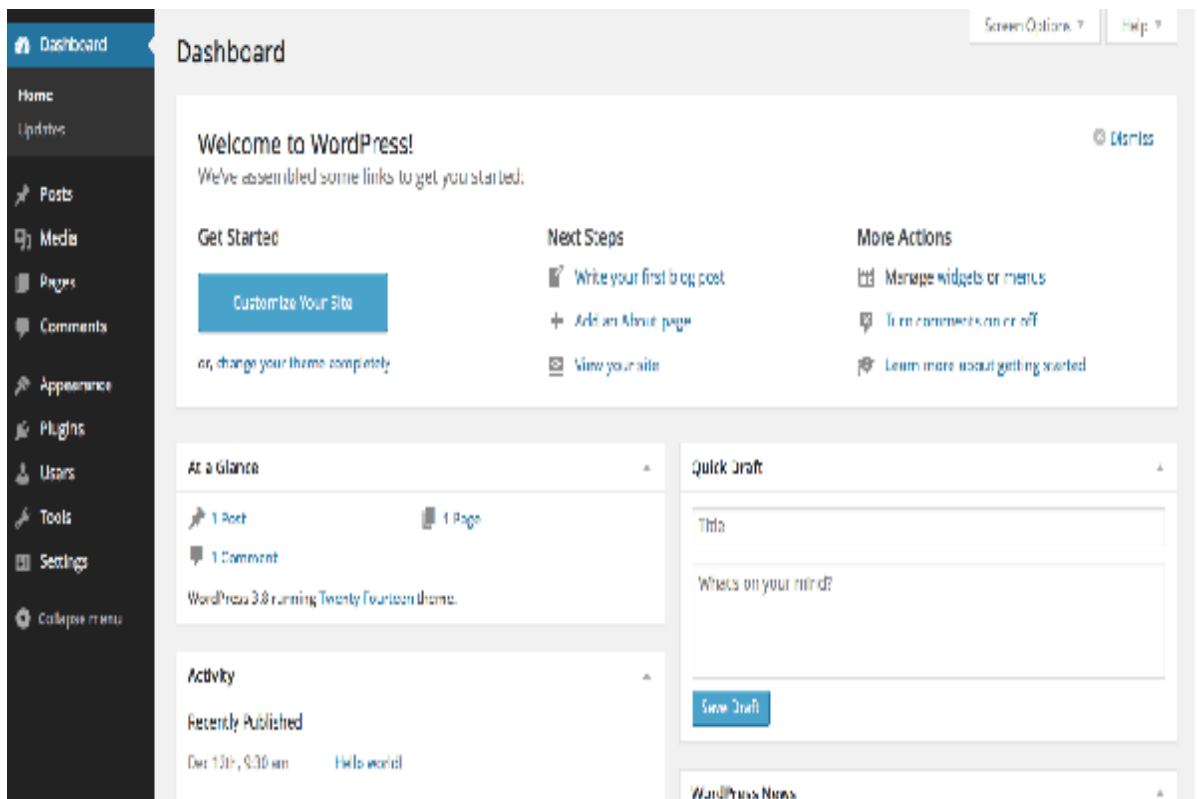 Screen Options
Help
Dashboard
Home
Updates
Posts
Media
Pages
Comments
Appearance
Plugins
Users
Tools
Settings
Collapse menu
Dashboard
Welcome to WordPress!
We've assembled some links to get you started:
Dismiss
Get Started
Customize Your Site
or, change your theme completely
Next Steps
Write your first blog post
Add an About page
View your site
More Actions
Manage widgets or menus
Turn comments on or off
Learn more about getting started
At a Glance
1 Post
1 Page
1 Comment
WordPress 3.8 running Twenty Fourteen theme.
Activity
Recently Published
Dec 12th, 9:30 am Hello world!
Quick Draft
Title
What's on your mind?
Save Draft
WordPress News